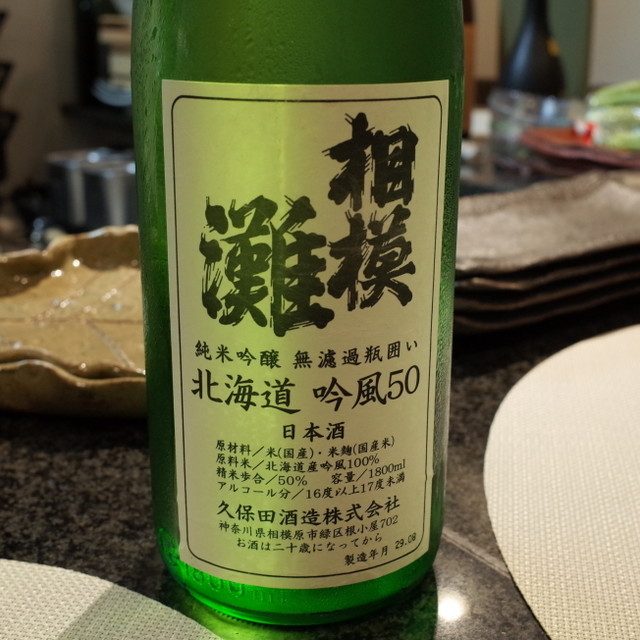 相模
灘
純米吟醸 無濾過瓶囲い
北海道 吟風50
日本酒
原材料／米(国産)・米麹(国産米)
原料米／北海道産吟風100%
精米歩合／50% 容量／1800ml
アルコール分／16度以上17度未満
久保田酒造株式会社
神奈川県相模原市緑区根小屋702
お酒は二十歳になってから
製造年月 29.08